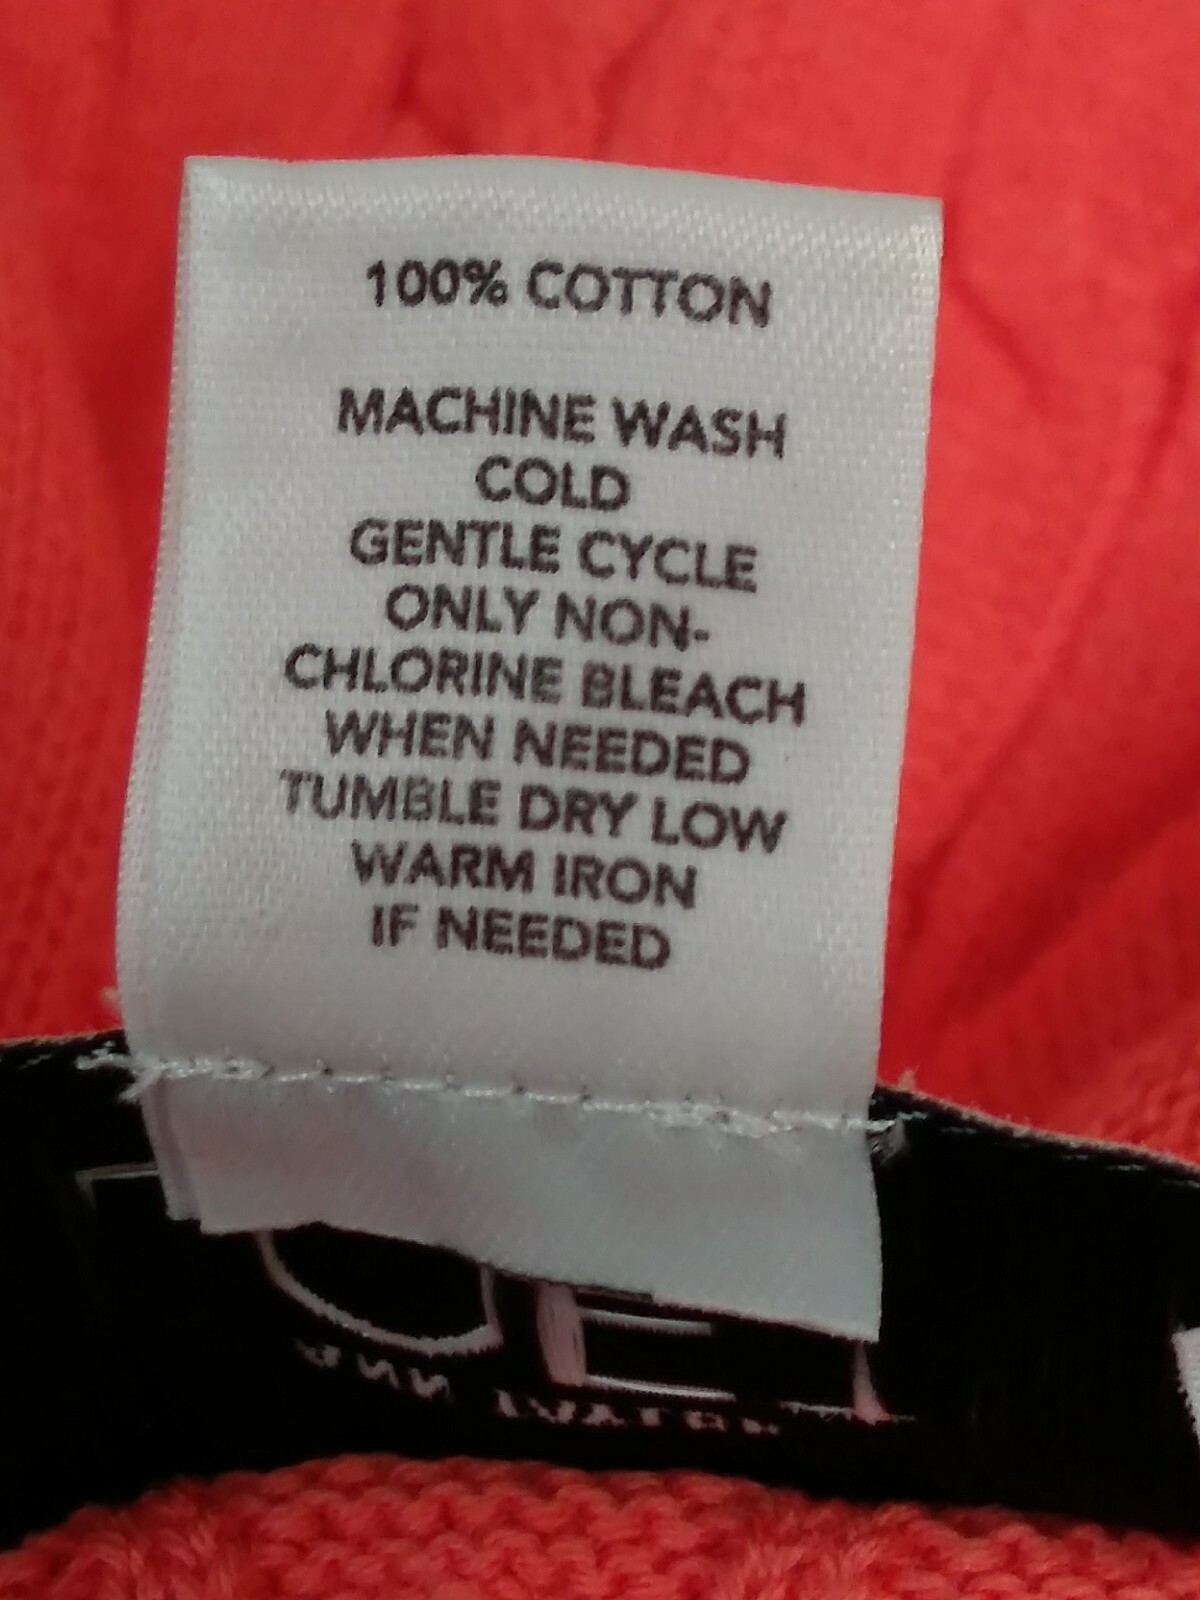 100% COTTON
MACHINE WASH
COLD
GENTLE CYCLE
ONLY NON-
CHLORINE BLEACH
WHEN NEEDED
TUMBLE DRY LOW
WARM IRON
IF NEEDED